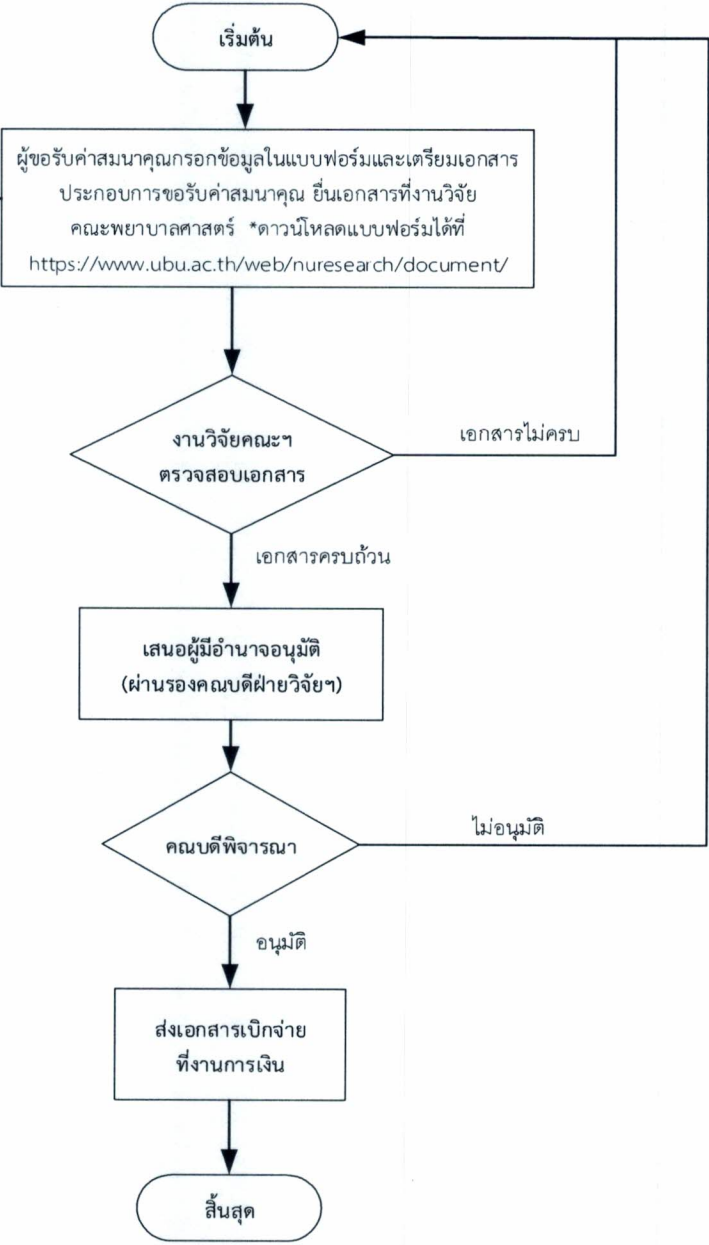 เริ่มต้น
ผู้ขอรับค่าสมนาคุณกรอกข้อมูลในแบบฟอร์มและเตรียมเอกสาร
ประกอบการขอรับค่าสมนาคุณ ยื่นเอกสารที่งานวิจัย
คณะพยาบาลศาสตร์ *ดาวน์โหลดแบบฟอร์มได้ที่
https://www.ubu.ac.th/web/nuresearch/document/
งานวิจัยคณะฯ
ตรวจสอบเอกสาร
เอกสารไม่ครบ
เอกสารครบถ้วน
เสนอผู้มีอำนาจอนุมัติ
(ผ่านรองคณบดีฝ่ายวิจัยฯ)
คณบดีพิจารณา
ไม่อนุมัติ
อนุมัติ
ส่งเอกสารเบิกจ่าย
ที่งานการเงิน
สิ้นสุด